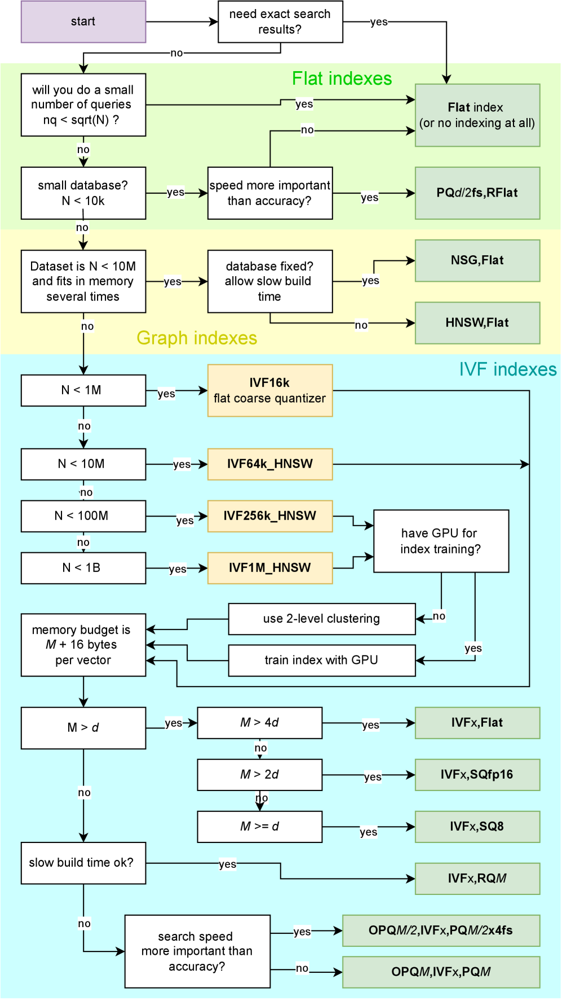 start
need exact search
results?
yes
no
Flat indexes
will you do a small
number of queries
nq < sqrt(N) ?
yes
Flat index
(or no indexing at all)
no
no
small database?
N < 10k
yes
speed more important
than accuracy?
yes
PQd/2fs,RFlat
no
Dataset is N < 10M
and fits in memory
several times
yes
database fixed?
allow slow build
time
yes
NSG,Flat
no
HNSW,Flat
no
Graph indexes
IVF indexes
N < 1M
yes
IVF16k
flat coarse quantizer
no
N < 10M
yes
IVF64k_HNSW
no
N < 100M
yes
IVF256k_HNSW
have GPU for
index training?
no
N < 1B
yes
IVF1M_HNSW
no
use 2-level clustering
yes
train index with GPU
memory budget is
M + 16 bytes
per vector
M > d
yes
M > 4d
yes
IVFx,Flat
no
M > 2d
yes
IVFx,SQfp16
no
M >= d
yes
IVFx,SQ8
no
slow build time ok?
yes
IVFx,RQM
no
search speed
more important than
accuracy?
yes
OPQM/2,IVFx,PQM/2x4fs
no
OPQM,IVFx,PQM